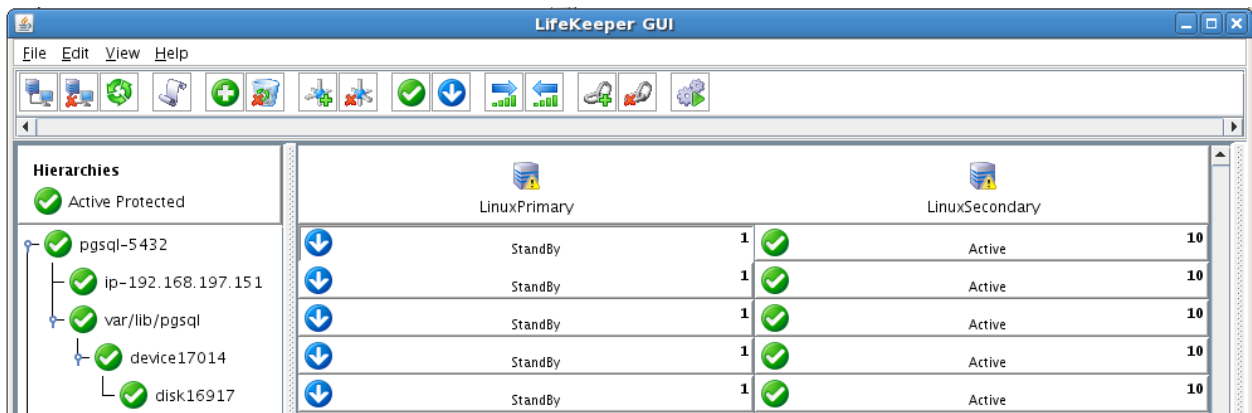 LifeKeeper GUI
File Edit View Help
Hierarchies
Active Protected
LinuxPrimary LinuxSecondary
pgsql-5432 StandBy 1 Active 10
ip-192.168.197.151 StandBy 1 Active 10
var/lib/pgsql StandBy 1 Active 10
device17014 StandBy 1 Active 10
disk16917 StandBy 1 Active 10